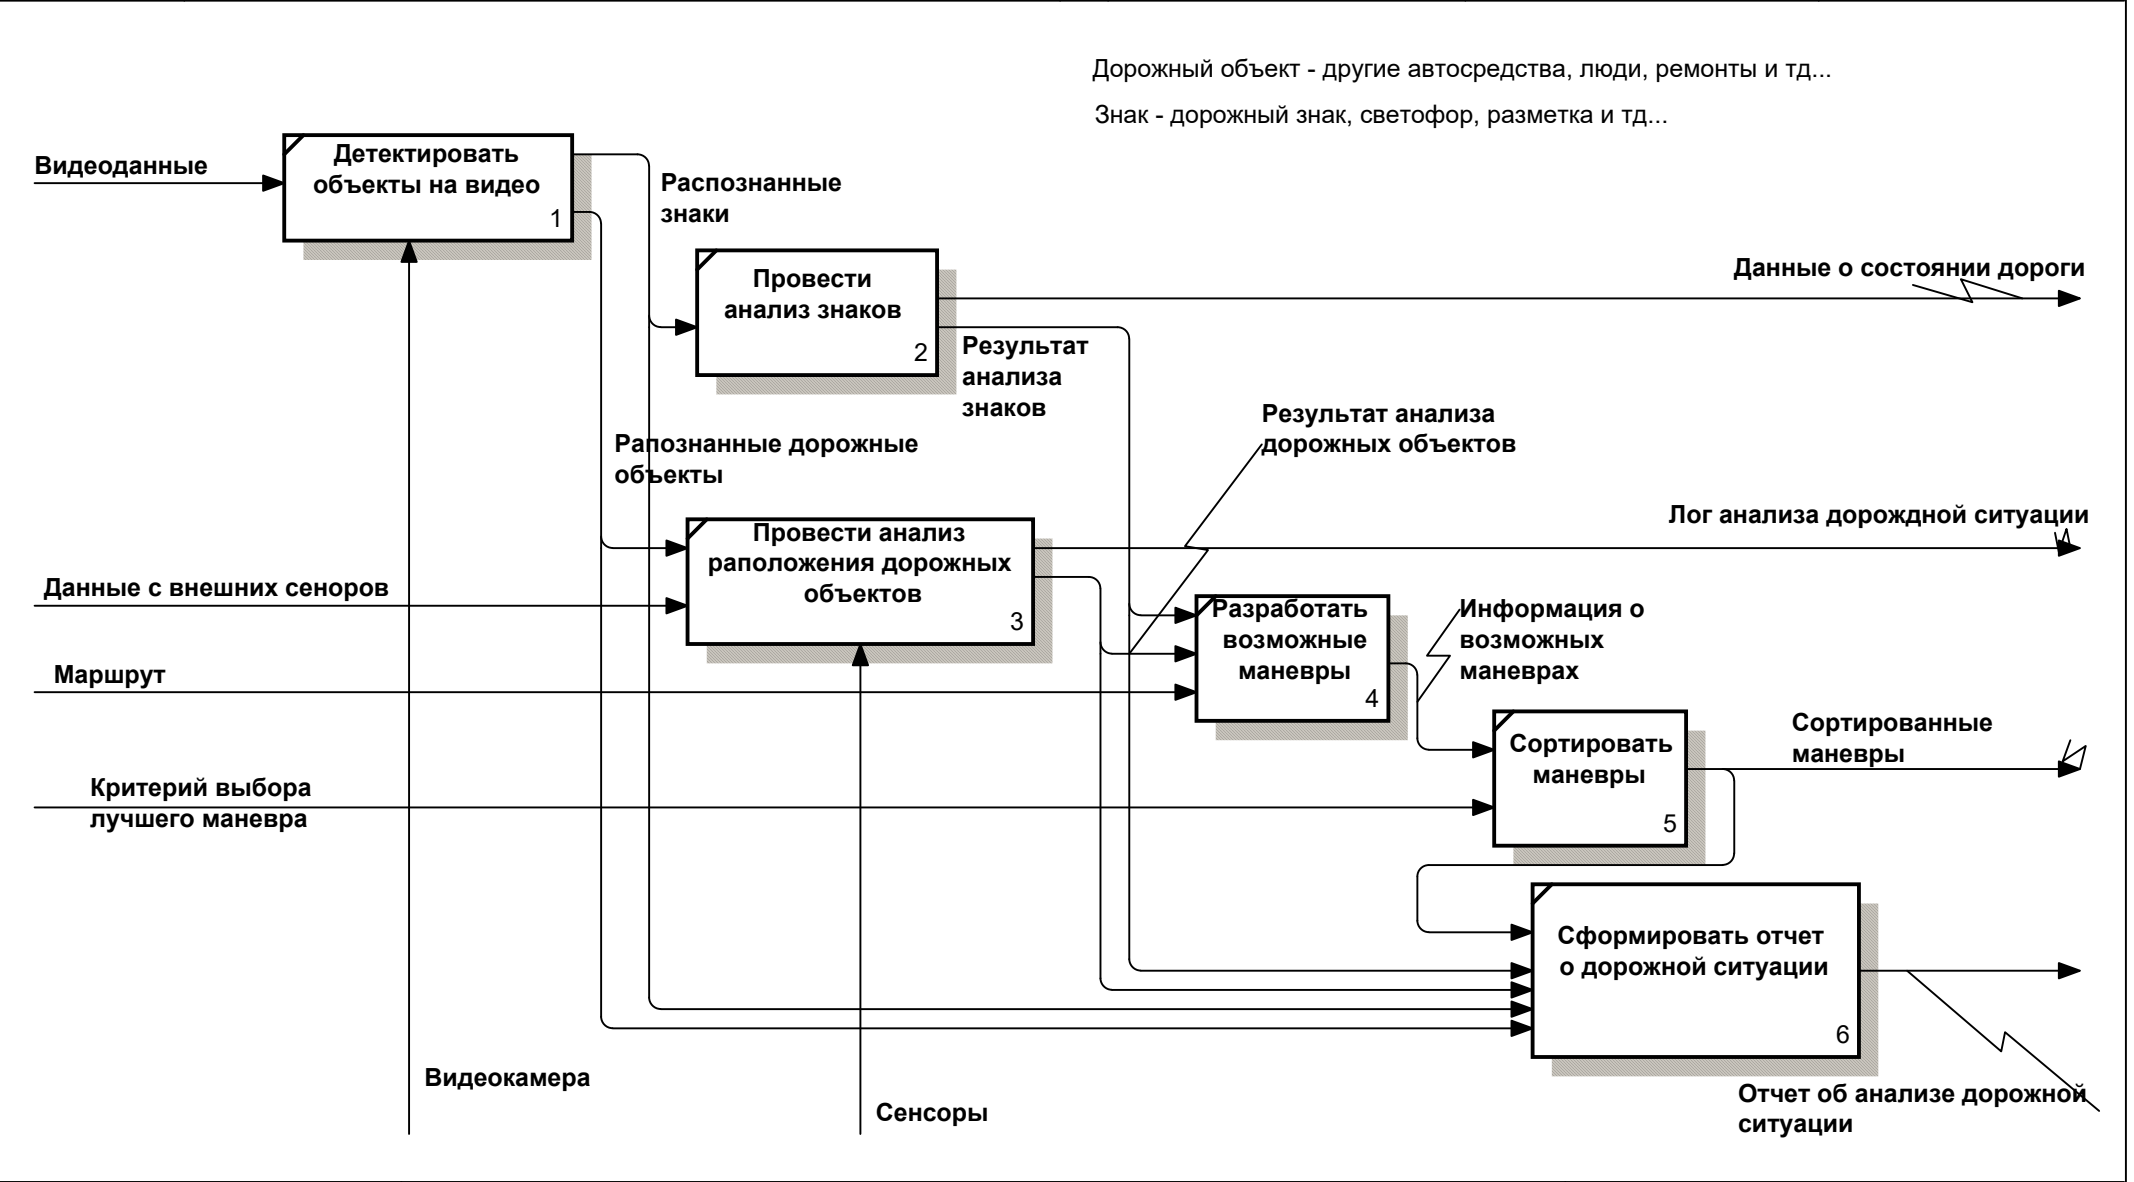 Дорожный объект - другие автосредства, люди, ремонты и тд...
Знак - дорожный знак, светофор, разметка и тд...
Видеоданные
Детектировать
объекты на видео
1
Распознанные
знаки
Провести
анализ знаков
2
Данные о состоянии дороги
Результат
анализа
знаков
Результат анализа
дорожных объектов
Рапознанные дорожные
объекты
Лог анализа дорождной ситуации
Провести анализ
раположения дорожных
объектов
3
Данные с внешних сеноров
Разработать
возможные
маневры
4
Информация о
возможных
маневрах
Маршрут
Сортировать
маневры
5
Сортированные
маневры
Критерий выбора
лучшего маневра
Сформировать отчет
о дорожной ситуации
6
Видеокамера
Сенсоры
Отчет об анализе дорожной
ситуации